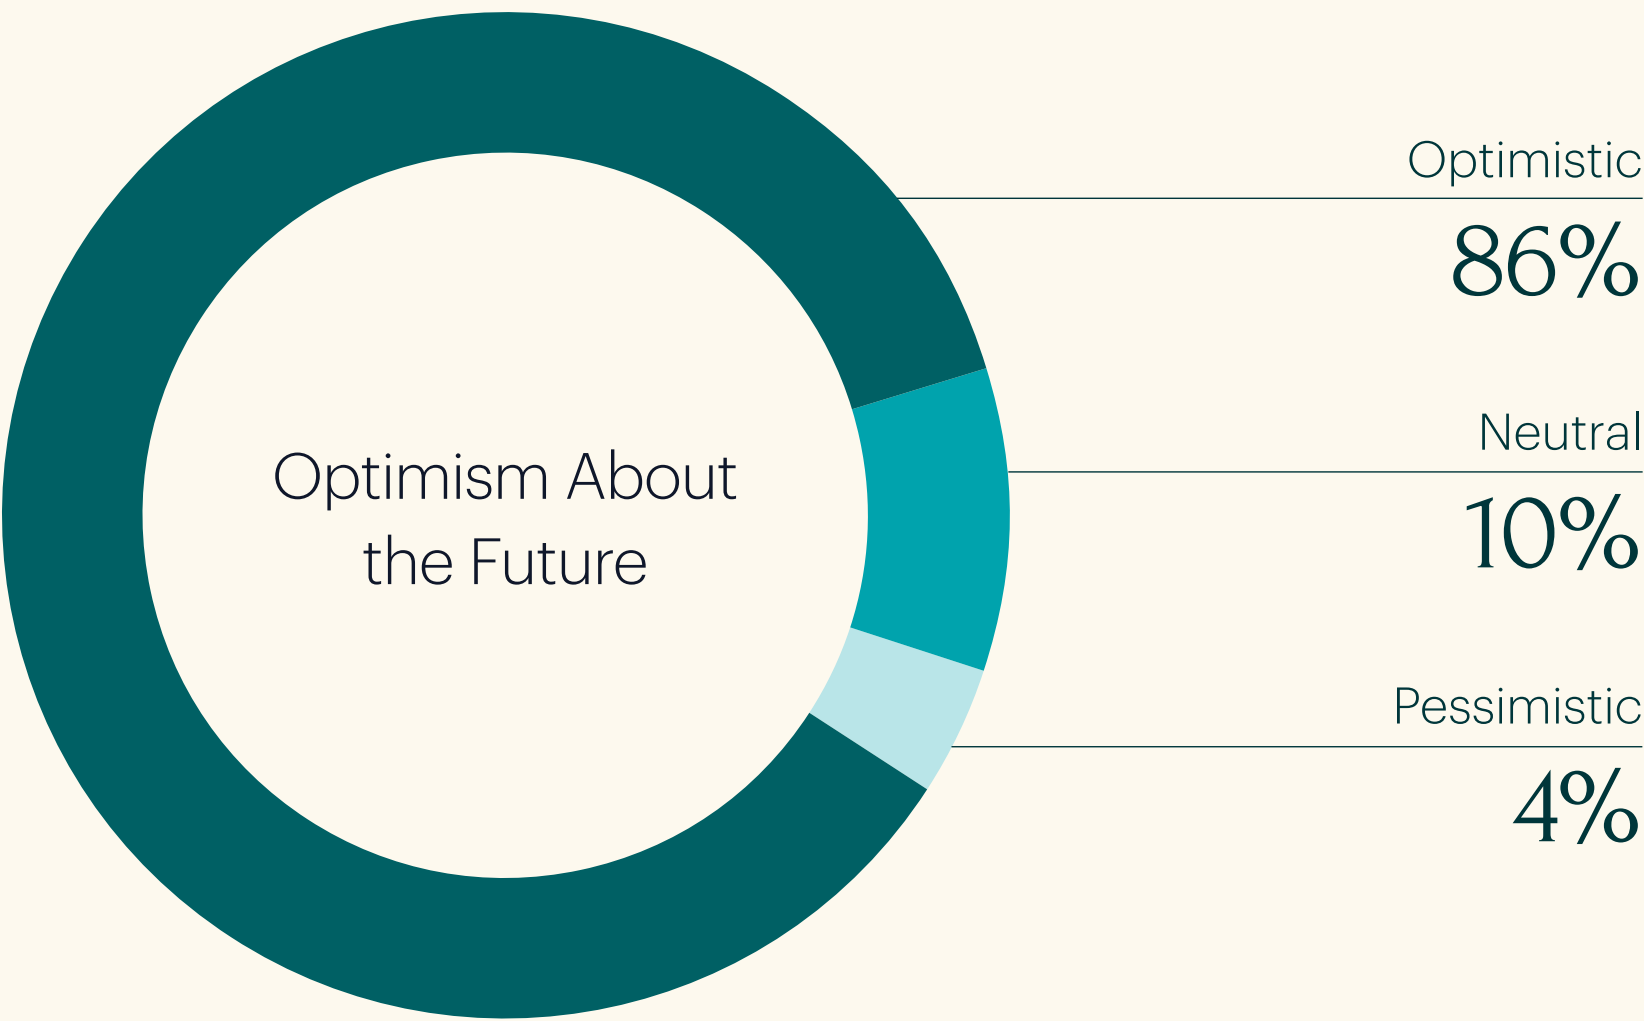 Optimism About
the Future
Optimistic
86%
Neutral
10%
Pessimistic
4%